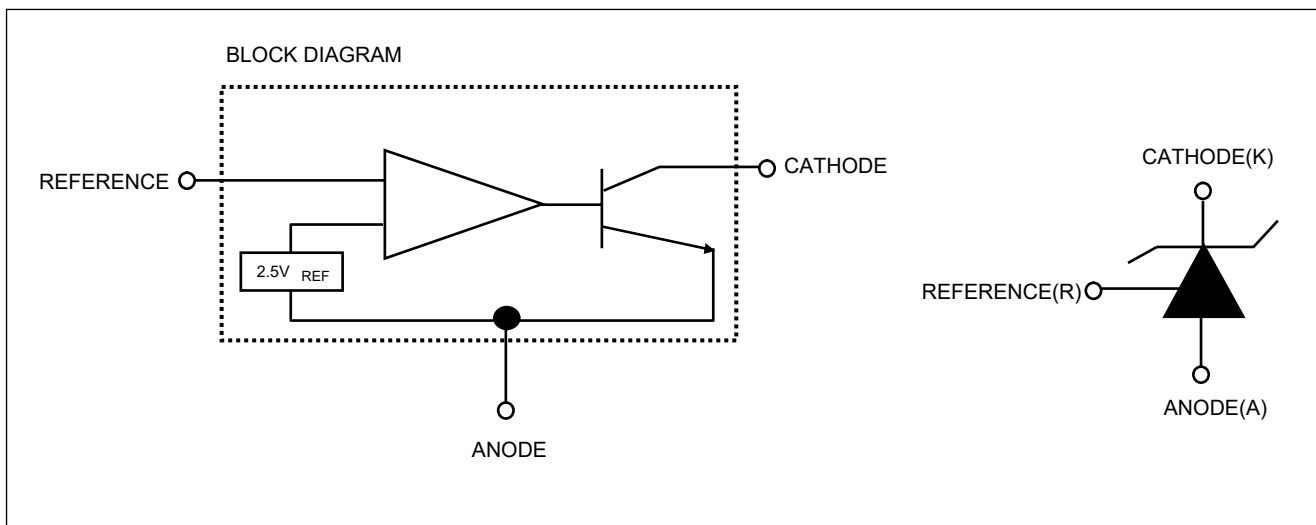 BLOCK DIAGRAM
REFERENCE
CATHODE
2.5V REF
ANODE
CATHODE(K)
REFERENCE(R)
ANODE(A)